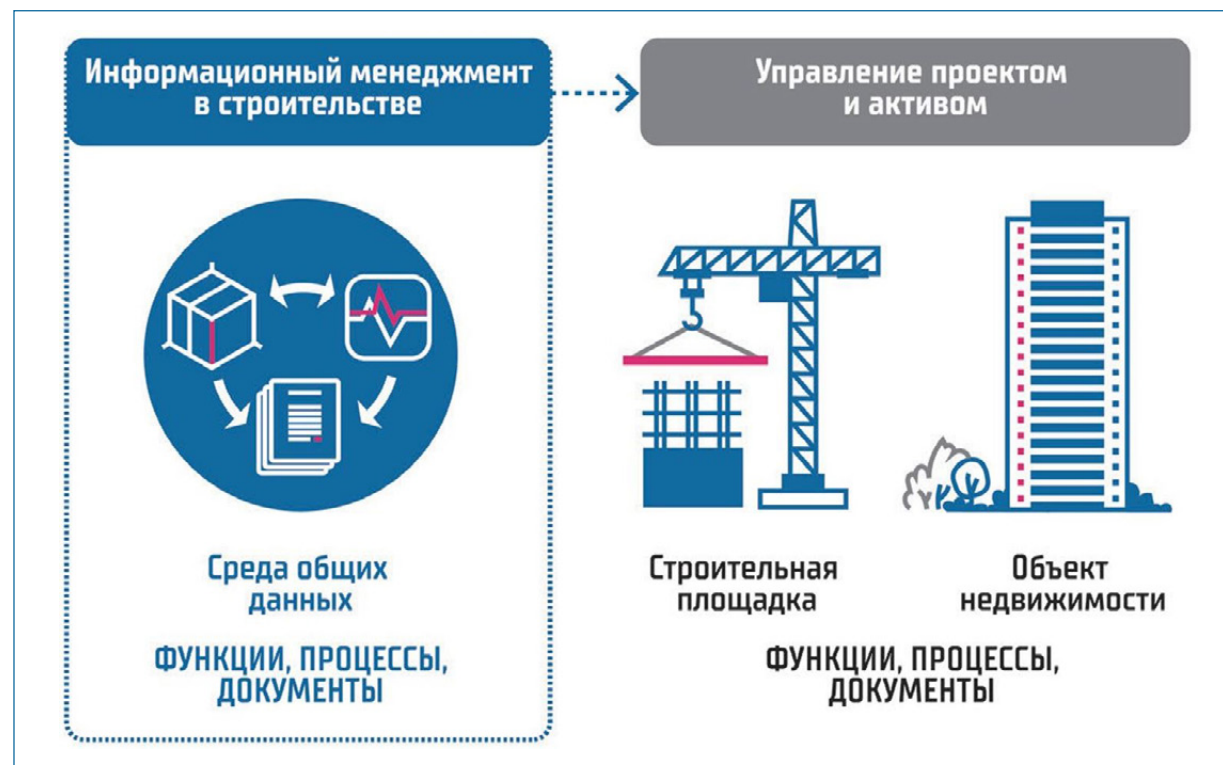 Информационный менеджмент
в строительстве
Управление проектом
и активом
Среда общих
данных
ФУНКЦИИ, ПРОЦЕССЫ,
ДОКУМЕНТЫ
Строительная
площадка
Объект
недвижимости
ФУНКЦИИ, ПРОЦЕССЫ,
ДОКУМЕНТЫ